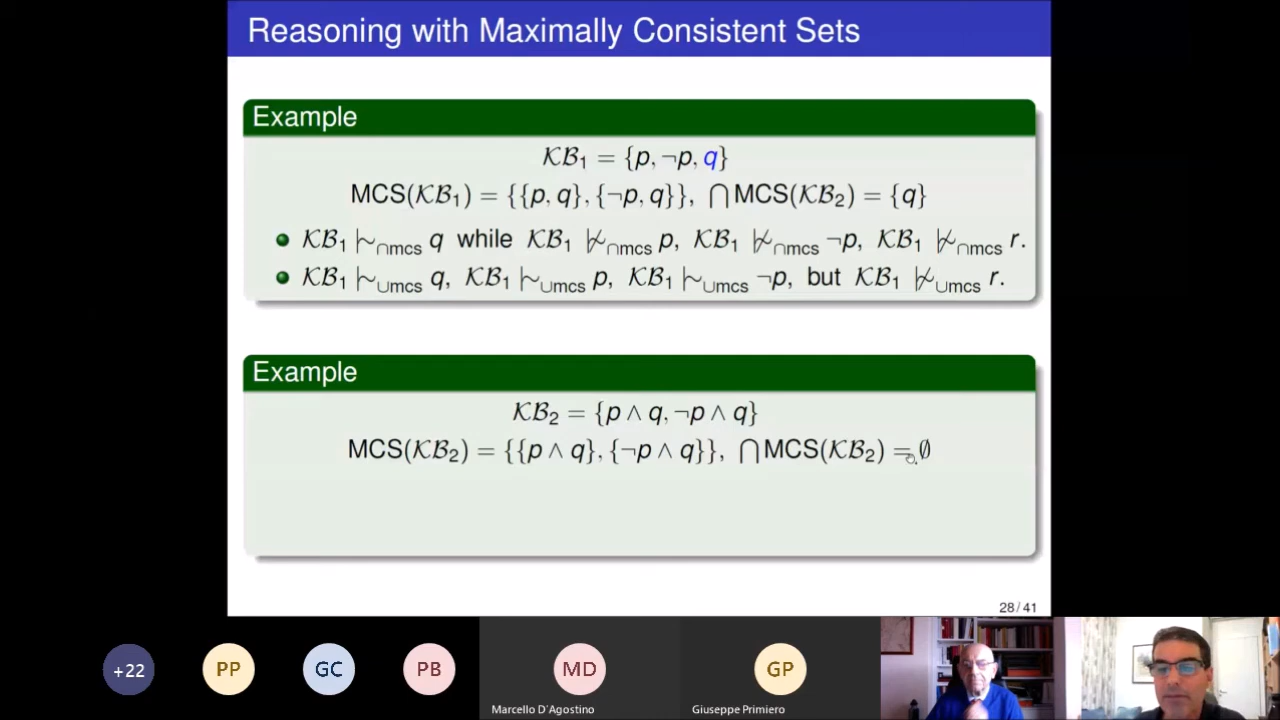 Reasoning with Maximally Consistent Sets
Example
𝒦ℬ₁ = {p, ¬p, q}
MCS(𝒦ℬ₁) = {{p, q}, {¬p, q}}, ⋂MCS(𝒦ℬ₂) = {q}
𝒦ℬ₁ |∼∩mcs q while 𝒦ℬ₁ |≁∩mcs p, 𝒦ℬ₁ |≁∩mcs ¬p, 𝒦ℬ₁ |≁∩mcs r.
𝒦ℬ₁ |∼∪mcs q, 𝒦ℬ₁ |∼∪mcs p, 𝒦ℬ₁ |∼∪mcs ¬p, but 𝒦ℬ₁ |≁∪mcs r.
Example
𝒦ℬ₂ = {p ∧ q, ¬p ∧ q}
MCS(𝒦ℬ₂) = {{p ∧ q}, {¬p ∧ q}}, ⋂MCS(𝒦ℬ₂) = ∅
28 / 41
+22
PP
GC
PB
MD
GP
Marcello D'Agostino
Giuseppe Primiero